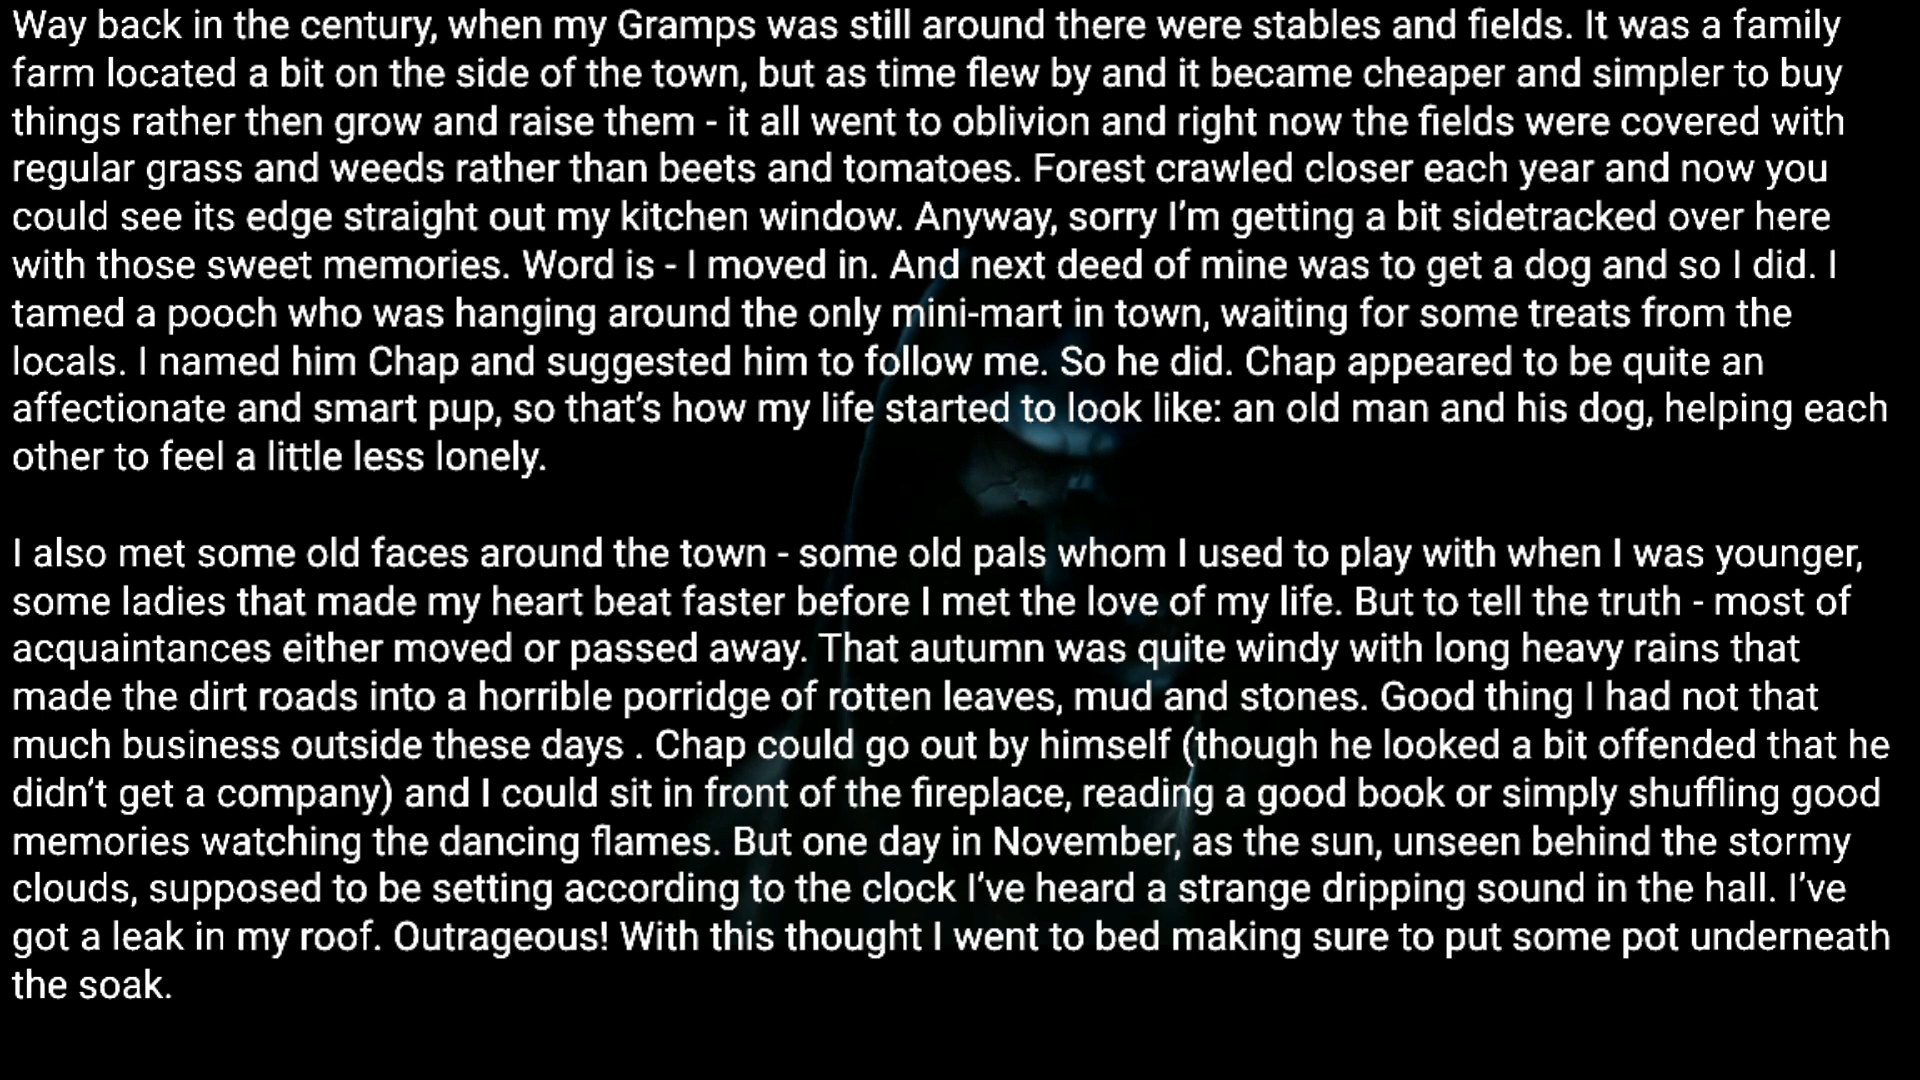 Way back in the century, when my Gramps was still around there were stables and fields. It was a family
farm located a bit on the side of the town, but as time flew by and it became cheaper and simpler to buy
things rather then grow and raise them - it all went to oblivion and right now the fields were covered with
regular grass and weeds rather than beets and tomatoes. Forest crawled closer each year and now you
could see its edge straight out my kitchen window. Anyway, sorry I’m getting a bit sidetracked over here
with those sweet memories. Word is - I moved in. And next deed of mine was to get a dog and so I did. I
tamed a pooch who was hanging around the only mini-mart in town, waiting for some treats from the
locals. I named him Chap and suggested him to follow me. So he did. Chap appeared to be quite an
affectionate and smart pup, so that’s how my life started to look like: an old man and his dog, helping each
other to feel a little less lonely.
I also met some old faces around the town - some old pals whom I used to play with when I was younger,
some ladies that made my heart beat faster before I met the love of my life. But to tell the truth - most of
acquaintances either moved or passed away. That autumn was quite windy with long heavy rains that
made the dirt roads into a horrible porridge of rotten leaves, mud and stones. Good thing I had not that
much business outside these days . Chap could go out by himself (though he looked a bit offended that he
didn’t get a company) and I could sit in front of the fireplace, reading a good book or simply shuffling good
memories watching the dancing flames. But one day in November, as the sun, unseen behind the stormy
clouds, supposed to be setting according to the clock I’ve heard a strange dripping sound in the hall. I’ve
got a leak in my roof. Outrageous! With this thought I went to bed making sure to put some pot underneath
the soak.